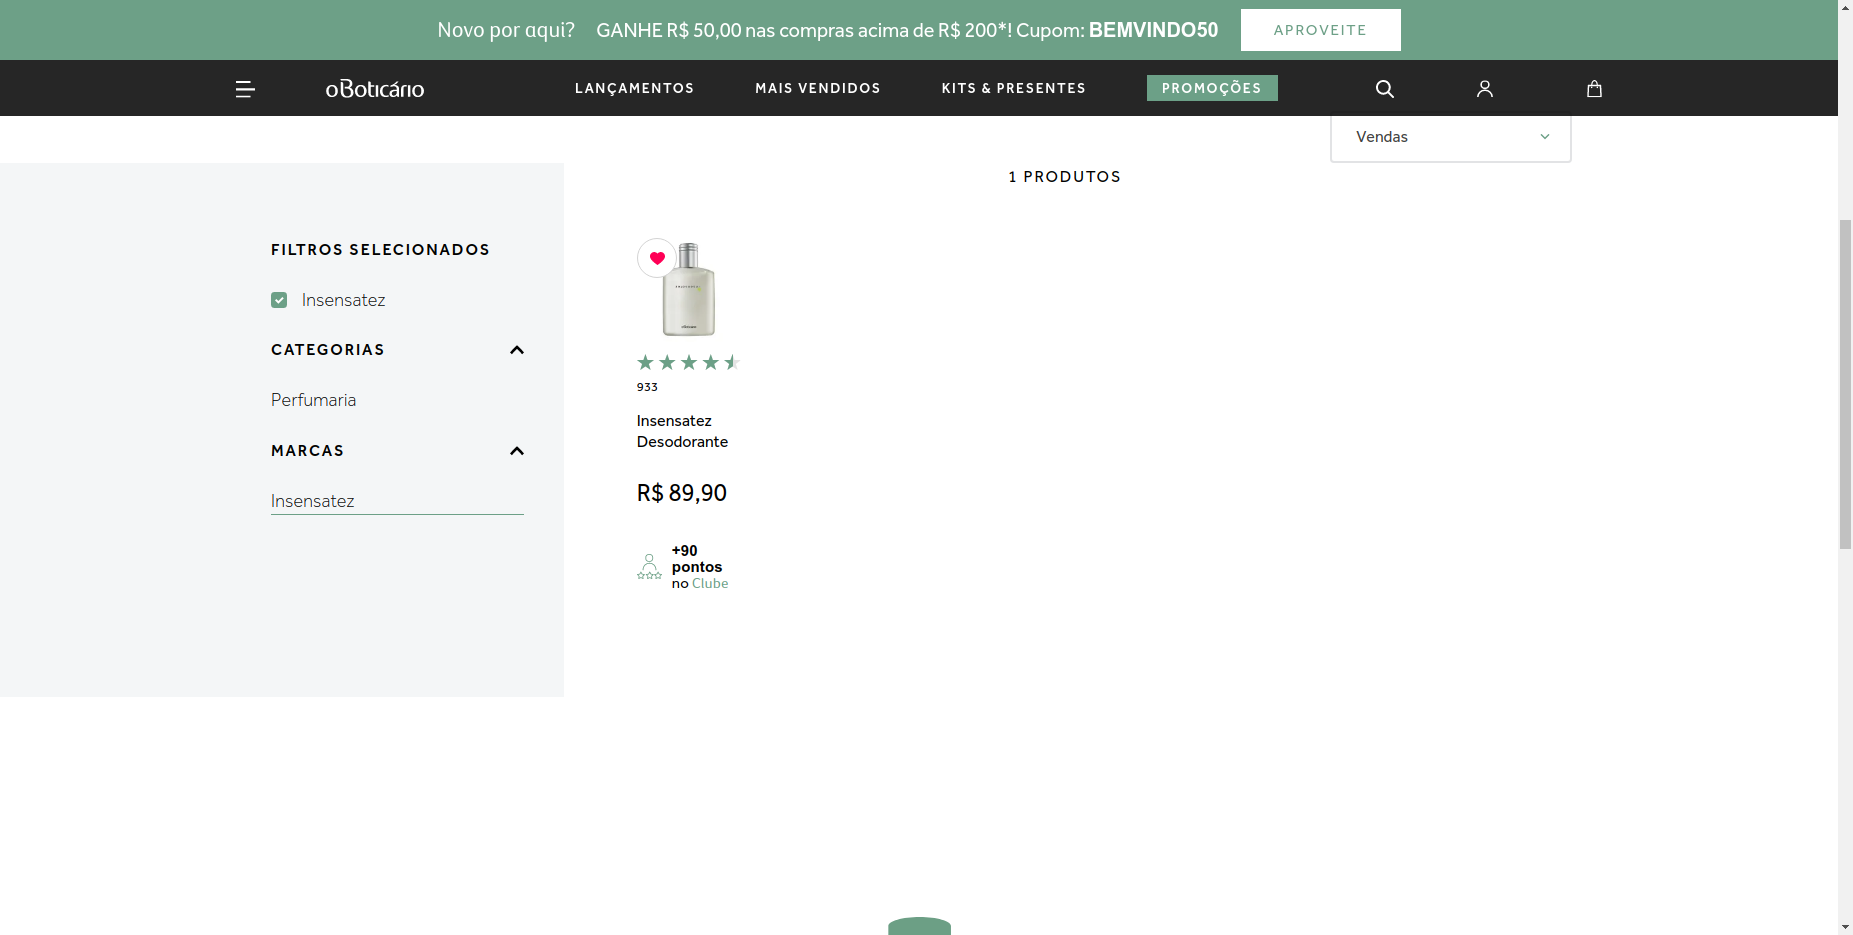 Novo por aqui? GANHE R$ 50,00 nas compras acima de R$ 200*! Cupom: BEMVINDO50 APROVEITE
oBoticário LANÇAMENTOS MAIS VENDIDOS KITS & PRESENTES PROMOÇÕES
Vendas
1 PRODUTOS
FILTROS SELECIONADOS
Insensatez
CATEGORIAS
Perfumaria
MARCAS
Insensatez
933
Insensatez
Desodorante
R$ 89,90
+90
pontos
no Clube